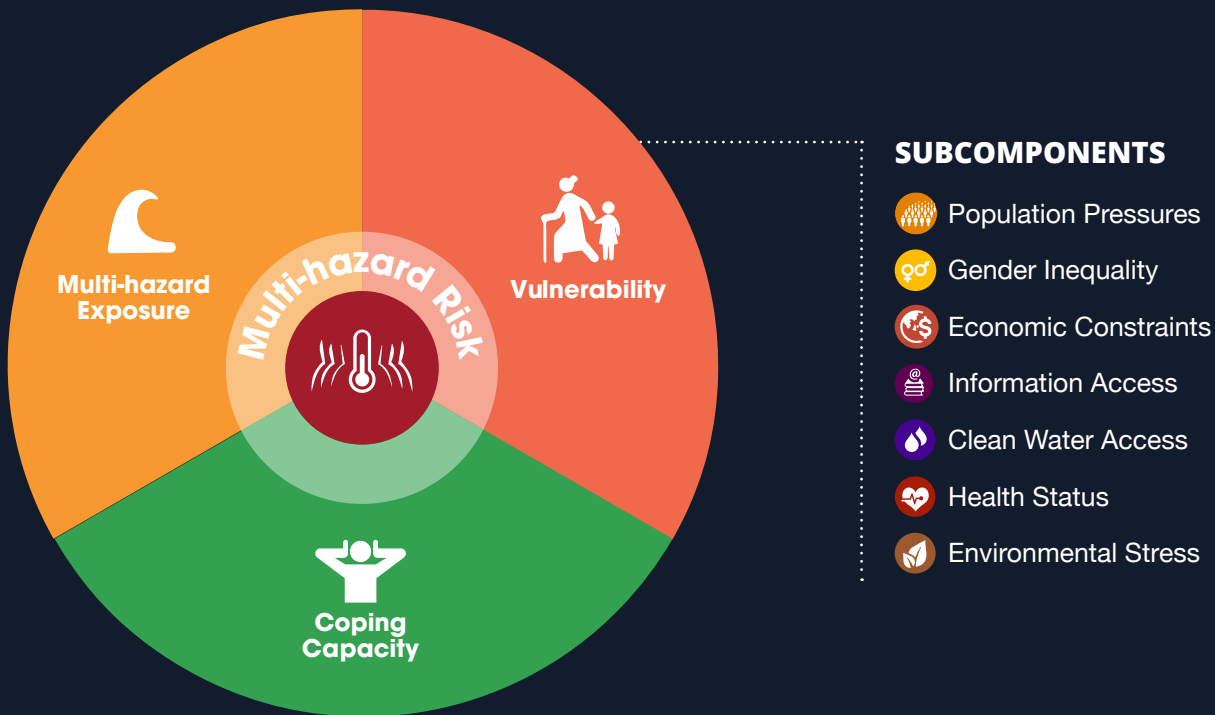 Multi-hazard
Exposure
Multi-hazard Risk
Vulnerability
Coping
Capacity
SUBCOMPONENTS
Population Pressures
Gender Inequality
Economic Constraints
Information Access
Clean Water Access
Health Status
Environmental Stress